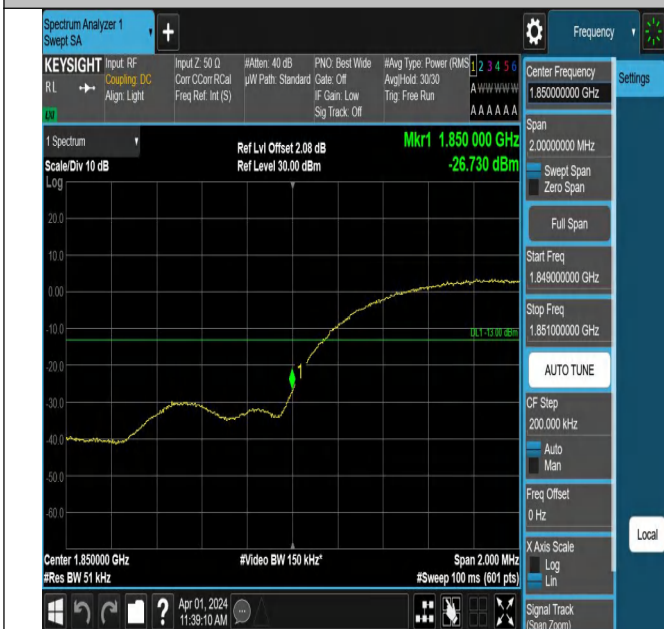 Spectrum Analyzer 1
Swept SA
Frequency
KEYSIGHT
RL
LXI
Input: RF
Coupling: DC
Align: Light
Input Z: 50 Ω
Corr CCorr RCal
Freq Ref: Int (S)
#Atten: 40 dB
µW Path: Standard
PNO: Best Wide
Gate: Off
IF Gain: Low
Sig Track: Off
#Avg Type: Power (RMS
Avg|Hold: 30/30
Trig: Free Run
1 2 3 4 5 6
A W W W W W
A A A A A A
1 Spectrum
Scale/Div 10 dB
Log
Ref Lvl Offset 2.08 dB
Ref Level 30.00 dBm
Mkr1 1.850 000 GHz
-26.730 dBm
20.0
10.0
0.00
-10.0
-20.0
-30.0
-40.0
-50.0
-60.0
DL1 -13.00 dBm
1
Center 1.850000 GHz
#Res BW 51 kHz
#Video BW 150 kHz*
Span 2.000 MHz
#Sweep 100 ms (601 pts)
Apr 01, 2024
11:39:10 AM
Center Frequency
1.850000000 GHz
Settings
Span
2.00000000 MHz
Swept Span
Zero Span
Full Span
Start Freq
1.849000000 GHz
Stop Freq
1.851000000 GHz
AUTO TUNE
CF Step
200.000 kHz
Auto
Man
Freq Offset
0 Hz
X Axis Scale
Log
Lin
Local
Signal Track
(Span Zoom)